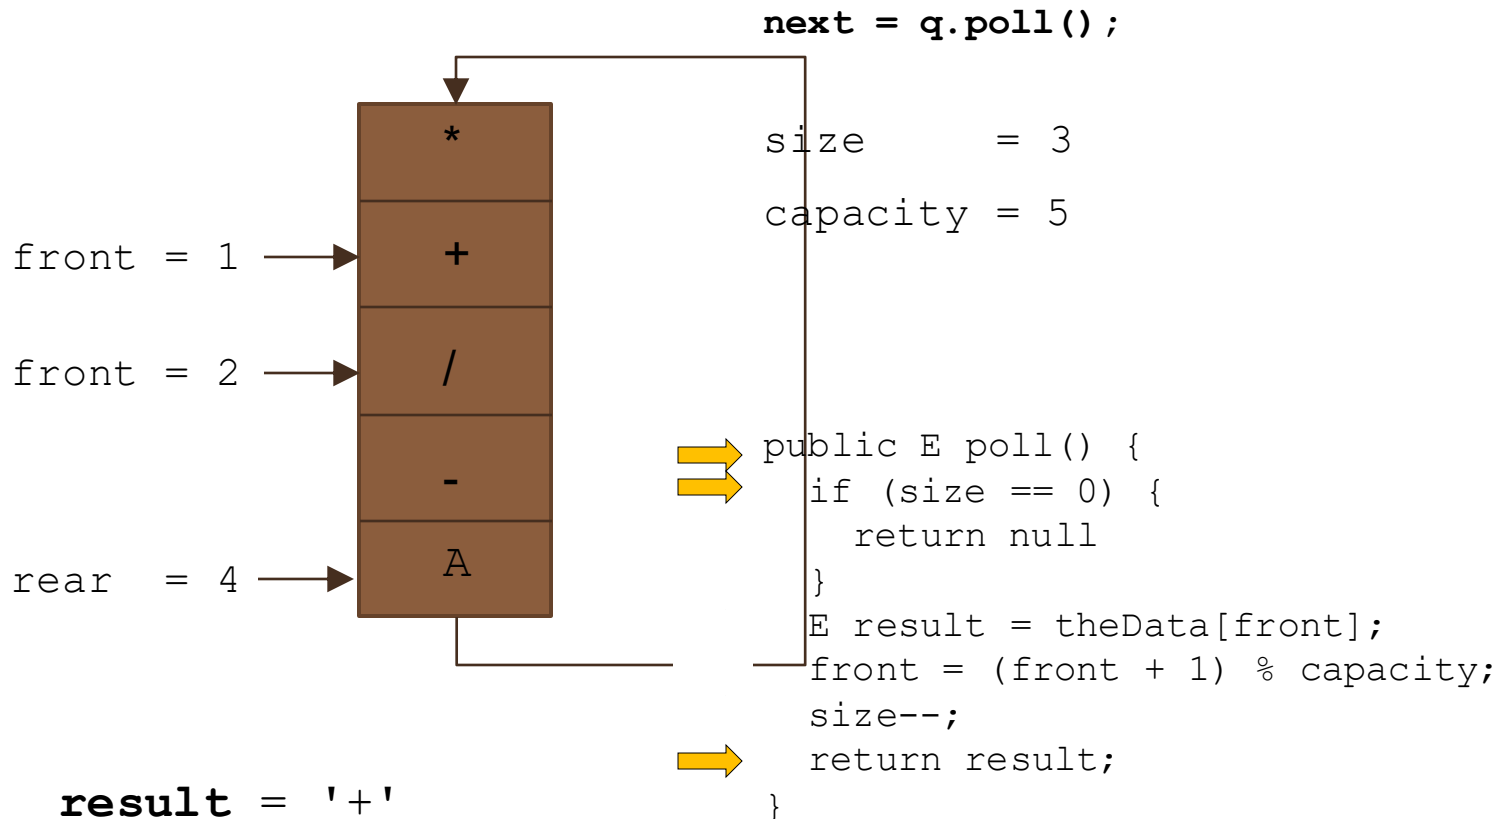 next = q.poll();
*
size = 3
capacity = 5
front = 1
+
front = 2
/
-
rear = 4
A
public E poll() {
if (size == 0) {
return null
}
E result = theData[front];
front = (front + 1) % capacity;
size--;
return result;
}
result = '+'